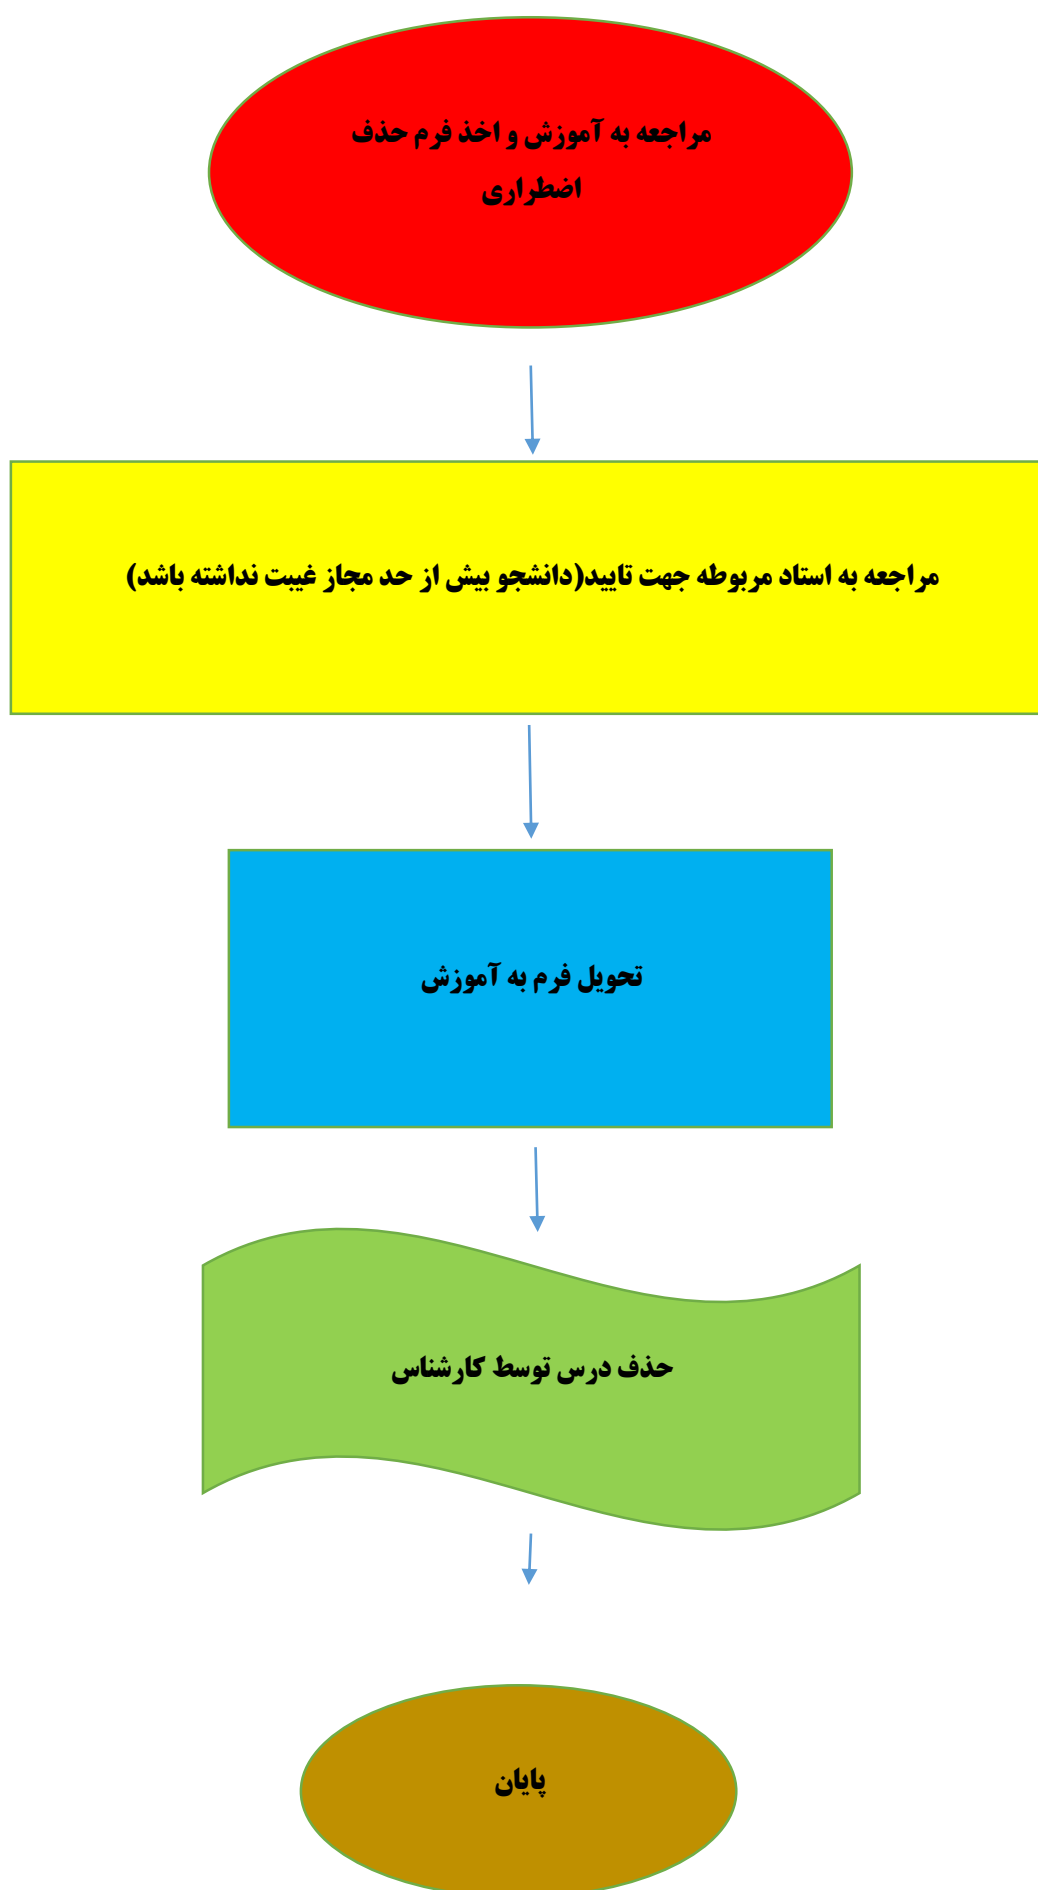 مراجعه به آموزش و اخذ فرم حذف
اضطراری
مراجعه به استاد مربوطه جهت تایید(دانشجو بیش از حد مجاز غیبت نداشته باشد)
تحویل فرم به آموزش
حذف درس توسط کارشناس
پایان